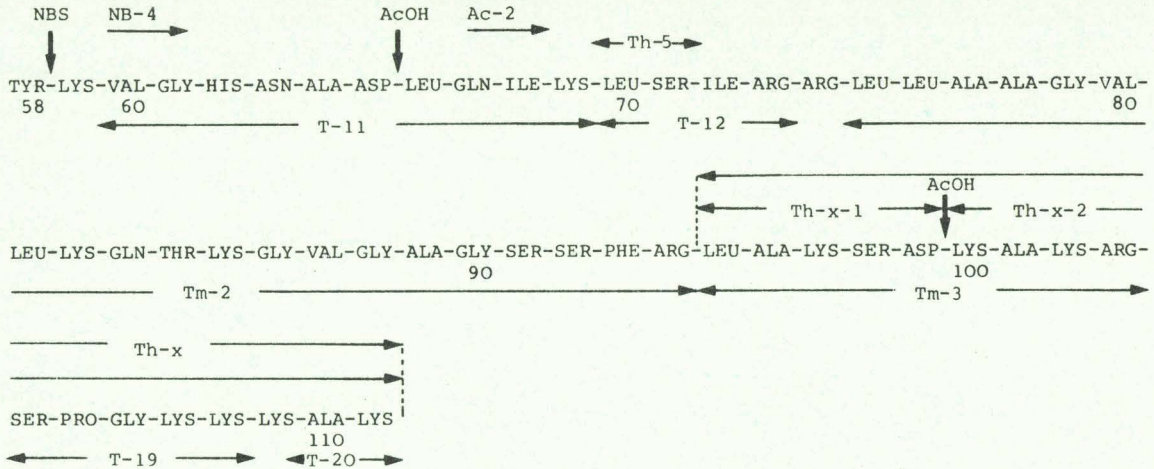 NBS NB-4 AcOH Ac-2
Th-5
TYR-LYS-VAL-GLY-HIS-ASN-ALA-ASP-LEU-GLN-ILE-LYS-LEU-SER-ILE-ARG-ARG-LEU-LEU-ALA-ALA-GLY-VAL-
58 60 70 80
T-11 T-12
AcOH
Th-x-1 Th-x-2
LEU-LYS-GLN-THR-LYS-GLY-VAL-GLY-ALA-GLY-SER-SER-PHE-ARG-LEU-ALA-LYS-SER-ASP-LYS-ALA-LYS-ARG-
90 100
Tm-2 Tm-3
Th-x
SER-PRO-GLY-LYS-LYS-LYS-ALA-LYS
110
T-19 T-20